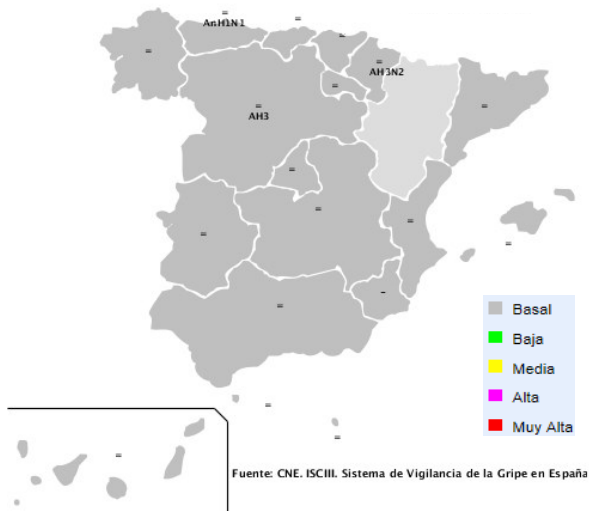 AnH1N1
AH3N2
AH3
Basal
Baja
Media
Alta
Muy Alta
Fuente: CNE. ISCIII. Sistema de Vigilancia de la Gripe en España